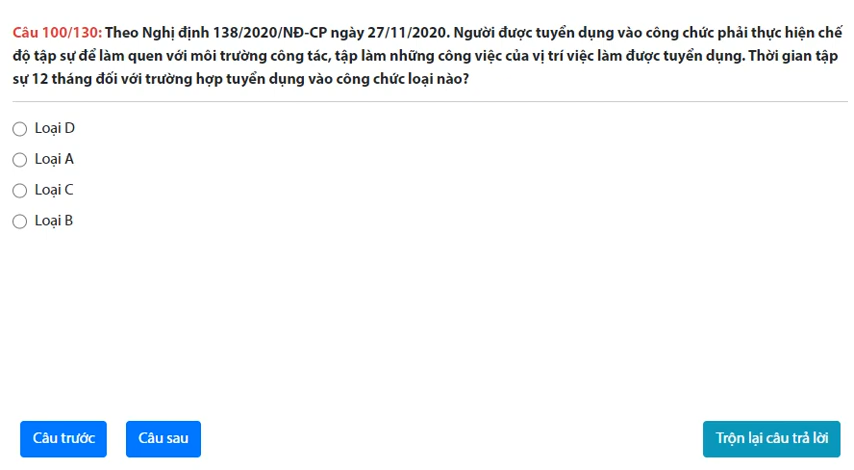 Câu 100/130: Theo Nghị định 138/2020/NĐ-CP ngày 27/11/2020. Người được tuyển dụng vào công chức phải thực hiện chế
độ tập sự để làm quen với môi trường công tác, tập làm những công việc của vị trí việc làm được tuyển dụng. Thời gian tập
sự 12 tháng đối với trường hợp tuyển dụng vào công chức loại nào?
Loại D
Loại A
Loại C
Loại B
Câu trước Câu sau Trộn lại câu trả lời